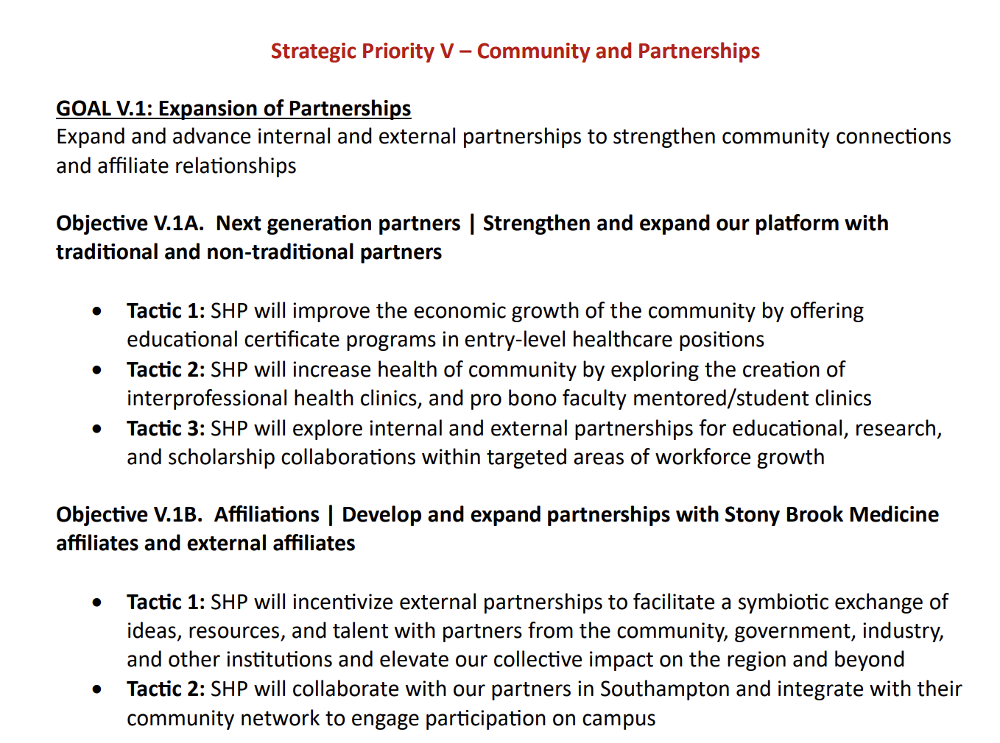 Strategic Priority V – Community and Partnerships
GOAL V.1: Expansion of Partnerships
Expand and advance internal and external partnerships to strengthen community connections
and affiliate relationships
Objective V.1A.  Next generation partners | Strengthen and expand our platform with
traditional and non-traditional partners
• Tactic 1: SHP will improve the economic growth of the community by offering
educational certificate programs in entry-level healthcare positions
• Tactic 2: SHP will increase health of community by exploring the creation of
interprofessional health clinics, and pro bono faculty mentored/student clinics
• Tactic 3: SHP will explore internal and external partnerships for educational, research,
and scholarship collaborations within targeted areas of workforce growth
Objective V.1B.  Affiliations | Develop and expand partnerships with Stony Brook Medicine
affiliates and external affiliates
• Tactic 1: SHP will incentivize external partnerships to facilitate a symbiotic exchange of
ideas, resources, and talent with partners from the community, government, industry,
and other institutions and elevate our collective impact on the region and beyond
• Tactic 2: SHP will collaborate with our partners in Southampton and integrate with their
community network to engage participation on campus